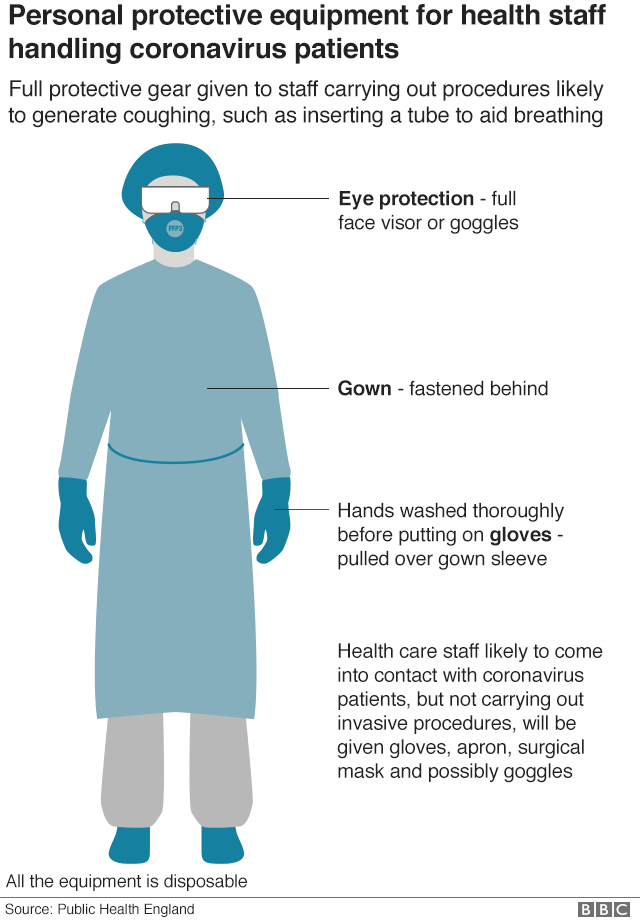 Personal protective equipment for health staff
handling coronavirus patients
Full protective gear given to staff carrying out procedures likely
to generate coughing, such as inserting a tube to aid breathing
FFP3
Eye protection - full
face visor or goggles
Gown - fastened behind
Hands washed thoroughly
before putting on gloves -
pulled over gown sleeve
Health care staff likely to come
into contact with coronavirus
patients, but not carrying out
invasive procedures, will be
given gloves, apron, surgical
mask and possibly goggles
All the equipment is disposable
Source: Public Health England
BBC